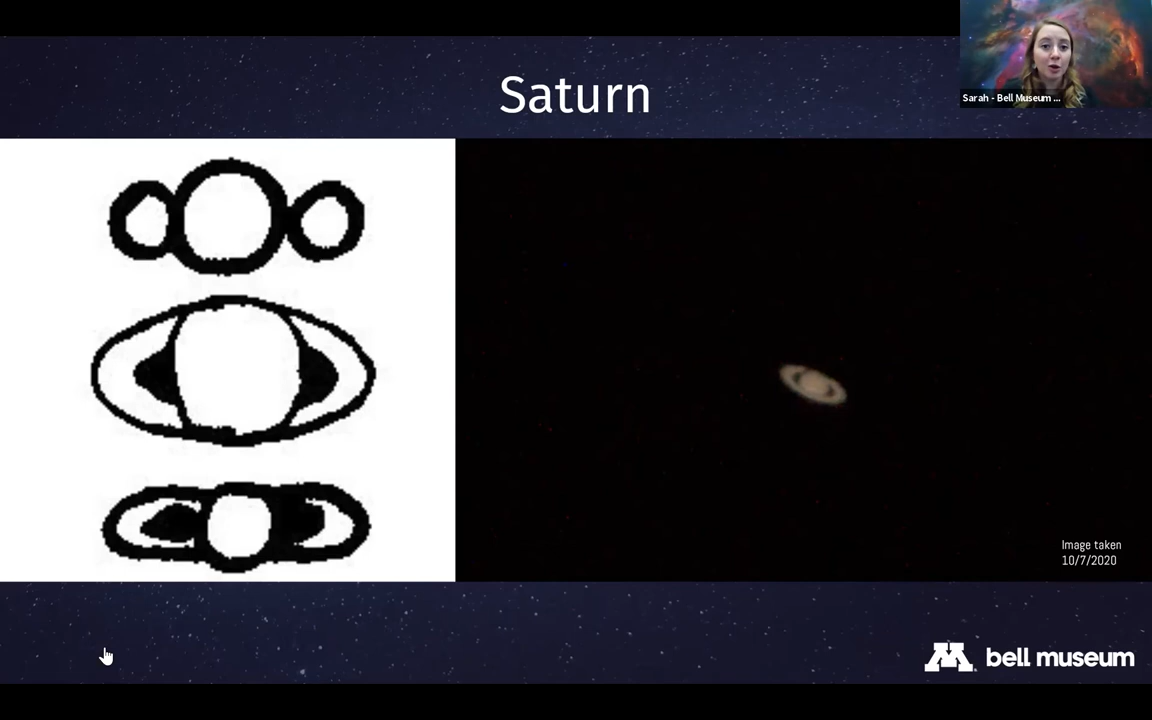 Saturn
Sarah - Bell Museum ...
Image taken
10/7/2020
M
bell museum